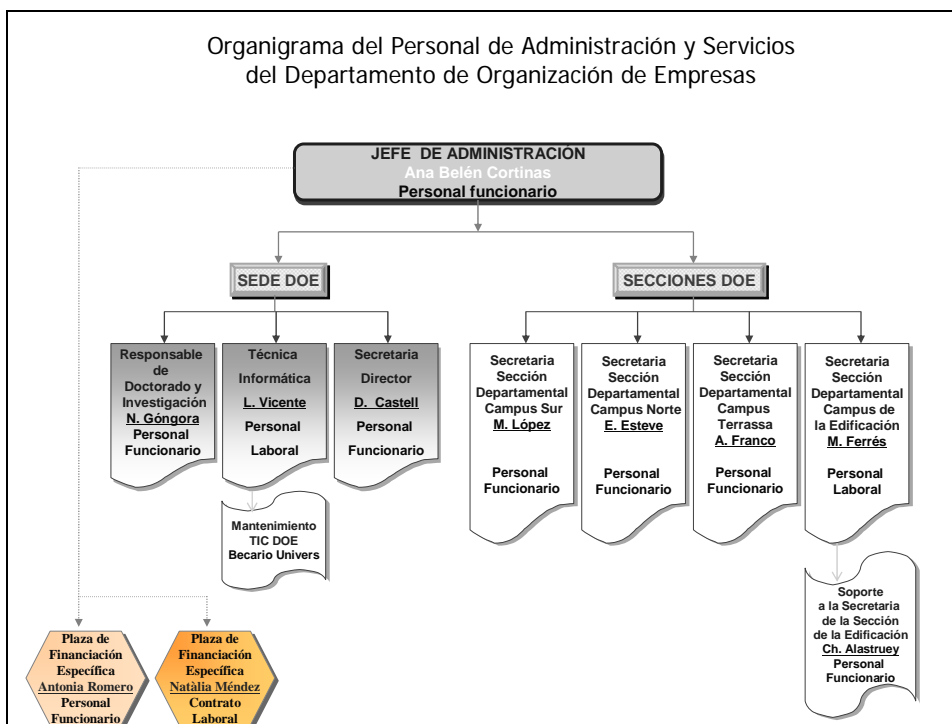 Organigrama del Personal de Administración y Servicios
del Departamento de Organización de Empresas
JEFE DE ADMINISTRACIÓN
Ana Belén Cortinas
Personal funcionario
SEDE DOE
SECCIONES DOE
Responsable
de
Doctorado y
Investigación
N. Góngora
Personal
Funcionario
Técnica
Informática
L. Vicente
Personal
Laboral
Secretaria
Director
D. Castell
Personal
Funcionario
Secretaria
Sección
Departamental
Campus Sur
M. López
Personal
Funcionario
Secretaria
Sección
Departamental
Campus Norte
E. Esteve
Personal
Funcionario
Secretaria
Sección
Departamental
Campus
Terrassa
A. Franco
Personal
Funcionario
Secretaria
Sección
Departamental
Campus de
la Edificación
M. Ferrés
Personal
Laboral
Mantenimiento
TIC DOE
Becario Univers
Soporte
a la Secretaria
de la Sección
de la Edificación
Ch. Alastruey
Personal
Funcionario
Plaza de
Financiación
Específica
Antonia Romero
Personal
Funcionario
Plaza de
Financiación
Específica
Natàlia Méndez
Contrato
Laboral